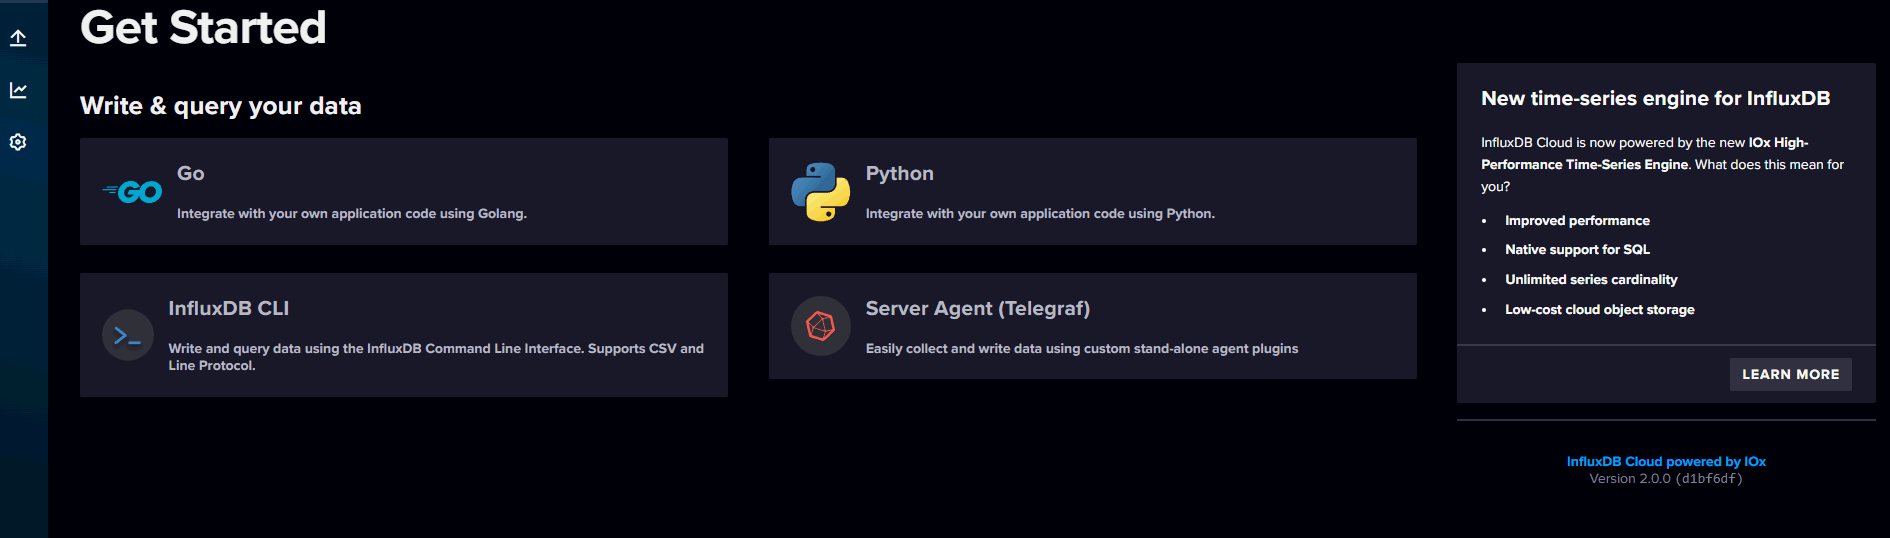 Get Started
Write & query your data
GO
Go
Integrate with your own application code using Golang.
Python
Integrate with your own application code using Python.
InfluxDB CLI
Write and query data using the InfluxDB Command Line Interface. Supports CSV and
Line Protocol.
Server Agent (Telegraf)
Easily collect and write data using custom stand-alone agent plugins
New time-series engine for InfluxDB
InfluxDB Cloud is now powered by the new IOx High-
Performance Time-Series Engine. What does this mean for
you?
• Improved performance
• Native support for SQL
• Unlimited series cardinality
• Low-cost cloud object storage
LEARN MORE
InfluxDB Cloud powered by IOx
Version 2.0.0 (d1bf6df)